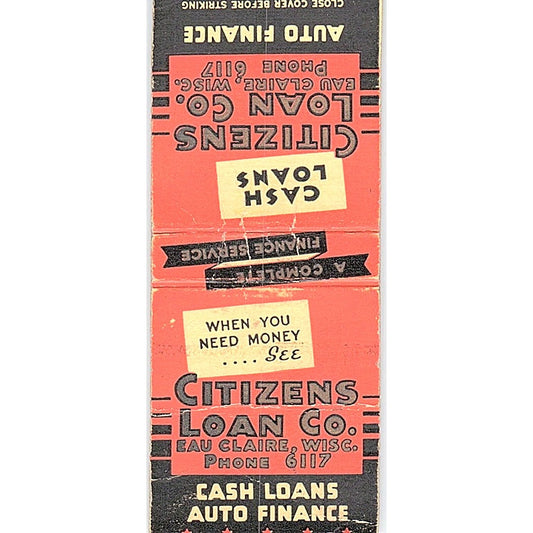 CLOSE COVER BEFORE STRIKING
AUTO FINANCE
PHONE 6117
EAU CLAIRE, WISC.
LOAN CO.
CITIZENS
CASH
LOANS
A COMPLETE
FINANCE SERVICE
WHEN YOU
NEED MONEY
.... SEE
CITIZENS
LOAN CO.
EAU CLAIRE, WISC.
PHONE 6117
CASH LOANS
AUTO FINANCE